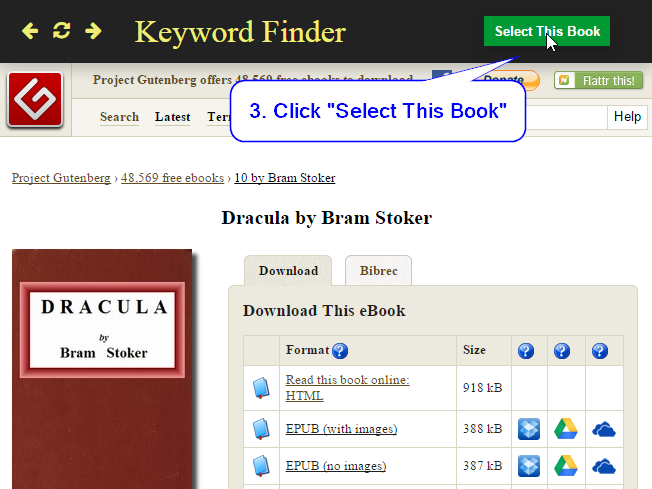 Keyword Finder
Select This Book
Project Gutenberg offers 48,569 free ebooks to download
Donate
Flattr this!
3. Click "Select This Book"
Search Latest
Help
Project Gutenberg › 48,569 free ebooks › 10 by Bram Stoker
Dracula by Bram Stoker
DRACULA
by
Bram Stoker
Download Bibrec
Download This eBook
Format ? Size ? ? ?
Read this book online:
HTML
918 kB
EPUB (with images) 388 kB
EPUB (no images) 387 kB